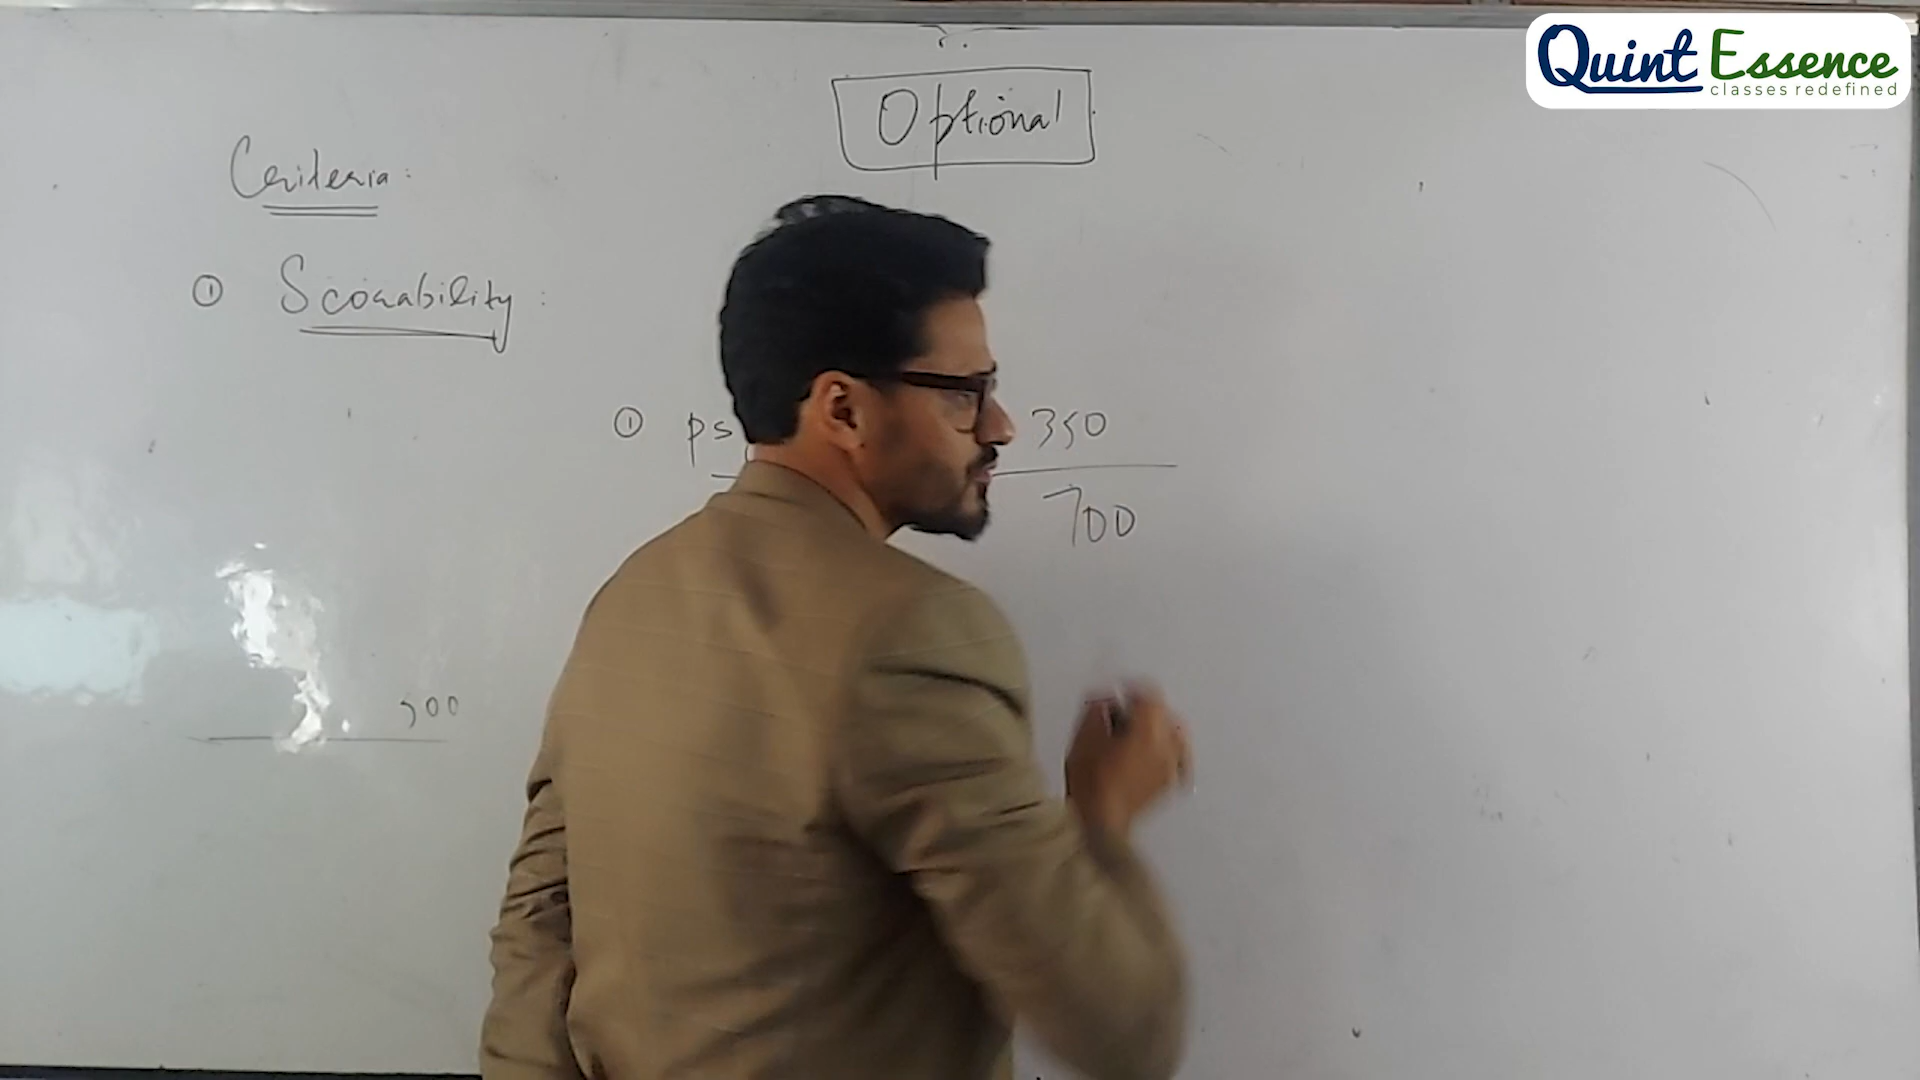 Quint Essence
classes redefined
Optional
Criteria:
① Scorability:
① ps 350
700
500